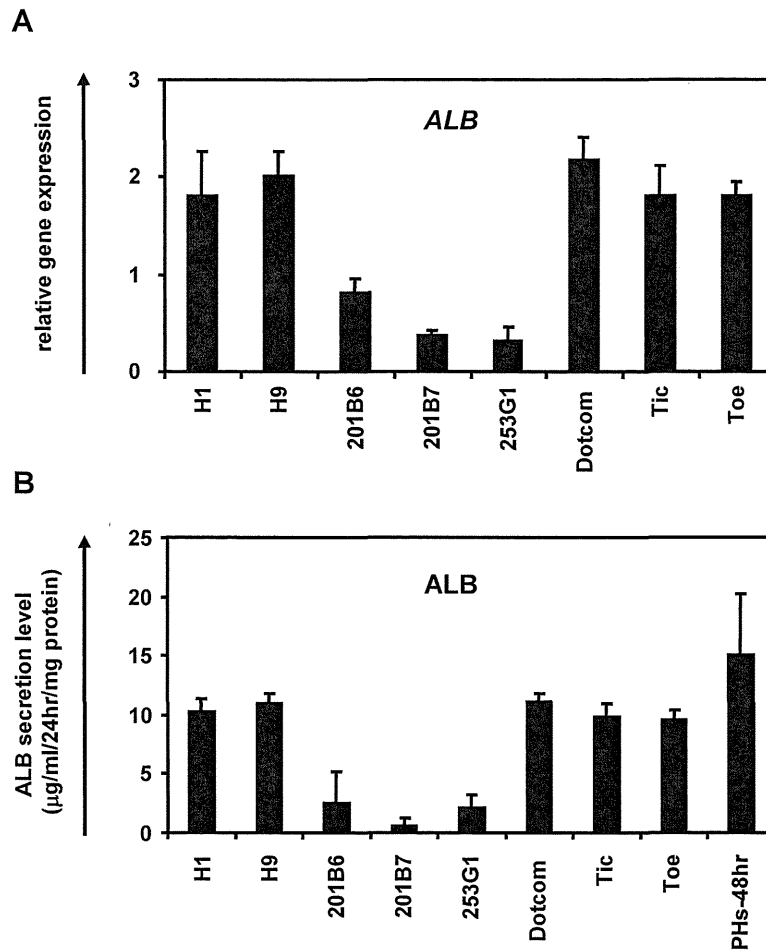 A
relative gene expression
3
2
1
0
ALB
H1
H9
201B6
201B7
253G1
Dotcom
Tic
Toe
B
ALB secretion level
(μg/ml/24hr/mg protein)
25
20
15
10
5
0
ALB
H1
H9
201B6
201B7
253G1
Dotcom
Tic
Toe
PHs-48hr